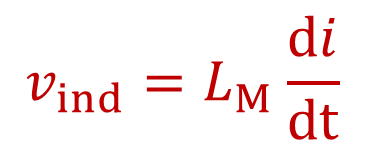 v_ind = L_M di/dt